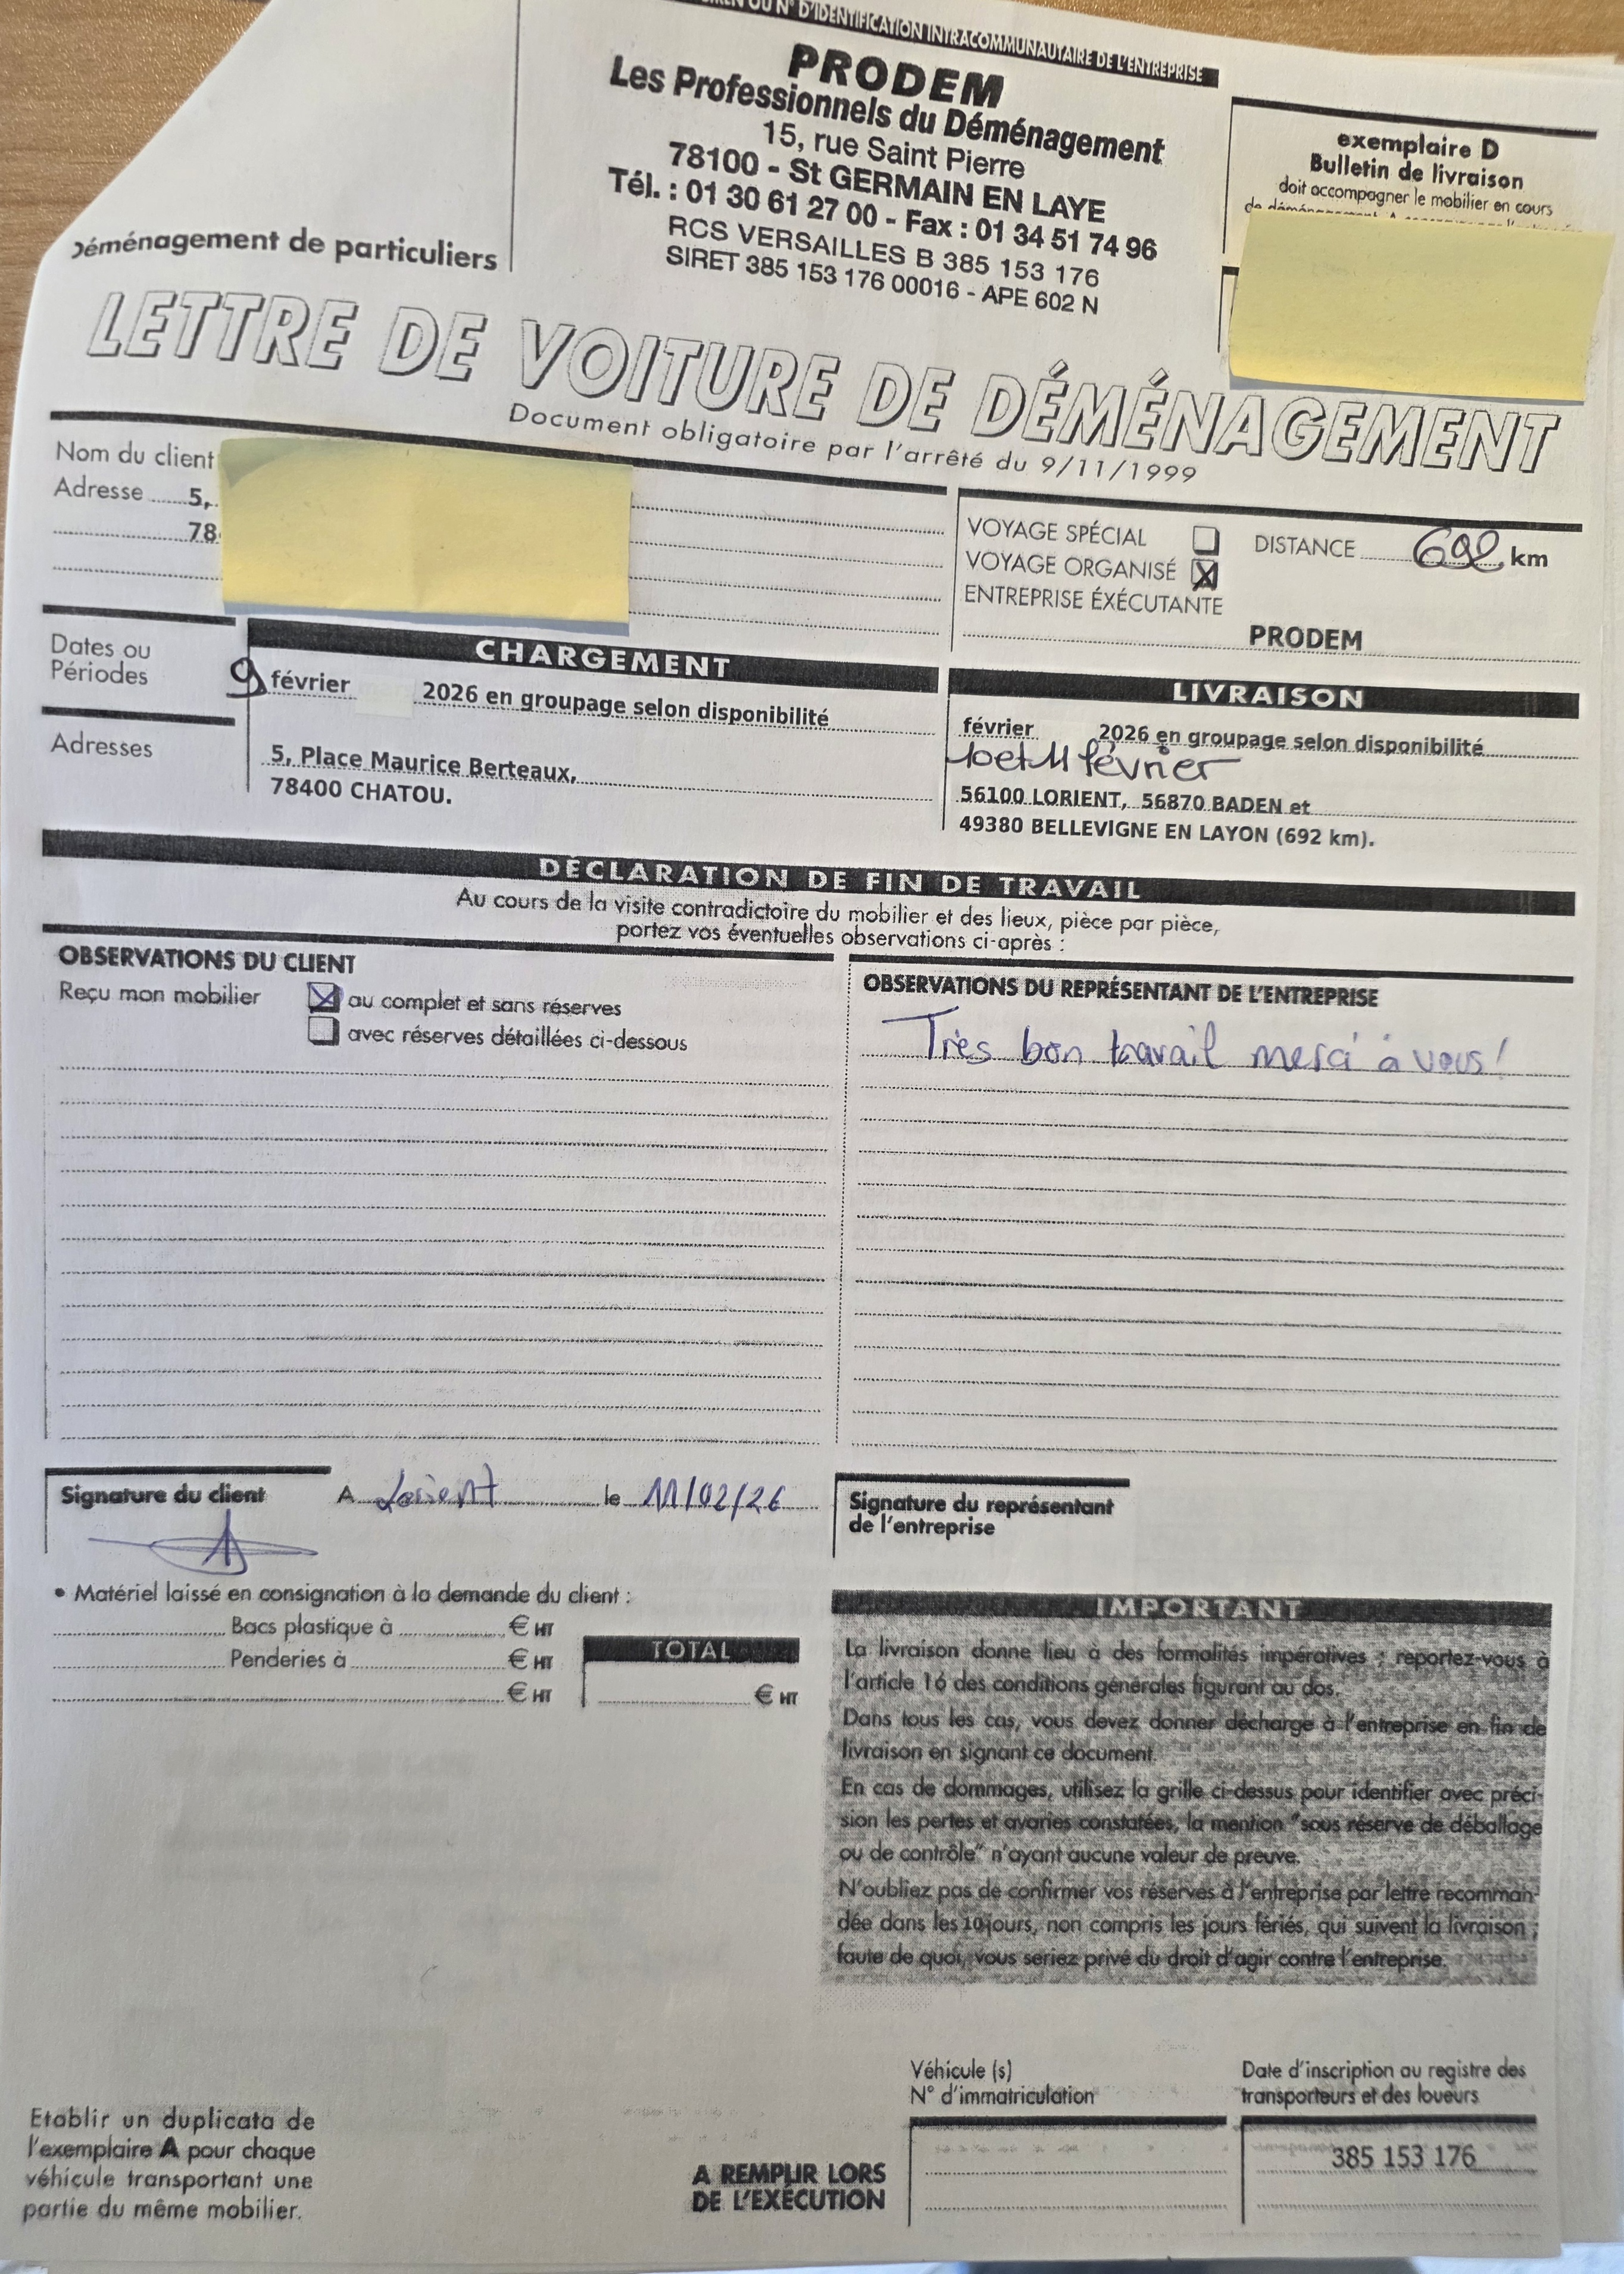 OU N° D'IDENTIFICATION INTRACOMMUNAUTAIRE DE L'ENTREPRISE
PRODEM
Les Professionnels du Déménagement
15, rue Saint Pierre
78100 - St GERMAIN EN LAYE
Tél. : 01 30 61 27 00 - Fax : 01 34 51 74 96
RCS VERSAILLES B 385 153 176
SIRET 385 153 176 00016 - APE 602 N
exemplaire D
Bulletin de livraison
doit accompagner le mobilier en cours
déménagement de particuliers
LETTRE DE VOITURE DE DÉMÉNAGEMENT
Document obligatoire par l'arrêté du 9/11/1999
Nom du client
Adresse 5,
78
VOYAGE SPÉCIAL
DISTANCE 692 km
VOYAGE ORGANISÉ X
ENTREPRISE ÉXÉCUTANTE
PRODEM
Dates ou
Périodes
CHARGEMENT
9 février 2026 en groupage selon disponibilité
LIVRAISON
février 2026 en groupage selon disponibilité
10 et 11 février
Adresses
5, Place Maurice Berteaux,
78400 CHATOU.
56100 LORIENT, 56870 BADEN et
49380 BELLEVIGNE EN LAYON (692 km).
DÉCLARATION DE FIN DE TRAVAIL
Au cours de la visite contradictoire du mobilier et des lieux, pièce par pièce,
portez vos éventuelles observations ci-après :
OBSERVATIONS DU CLIENT
Reçu mon mobilier X au complet et sans réserves
avec réserves détaillées ci-dessous
OBSERVATIONS DU REPRÉSENTANT DE L'ENTREPRISE
Très bon travail merci à vous!
Signature du client
A Lorient le 11/02/26
Signature du représentant
de l'entreprise
• Matériel laissé en consignation à la demande du client :
Bacs plastique à € HT
Penderies à € HT
€ HT
TOTAL
€ HT
IMPORTANT
La livraison donne lieu à des formalités impératives ; reportez-vous à
l'article 16 des conditions générales figurant au dos.
Dans tous les cas, vous devez donner décharge à l'entreprise en fin de
livraison en signant ce document.
En cas de dommages, utilisez la grille ci-dessus pour identifier avec préci-
sion les pertes et avaries constatées, la mention "sous réserve de déballage
ou de contrôle" n'ayant aucune valeur de preuve.
N'oubliez pas de confirmer vos réserves à l'entreprise par lettre recomman-
dée dans les 10 jours, non compris les jours fériés, qui suivent la livraison ;
faute de quoi, vous seriez privé du droit d'agir contre l'entreprise.
Etablir un duplicata de
l'exemplaire A pour chaque
véhicule transportant une
partie du même mobilier.
A REMPLIR LORS
DE L'EXÉCUTION
Véhicule (s)
N° d'immatriculation
Date d'inscription au registre des
transporteurs et des loueurs
385 153 176